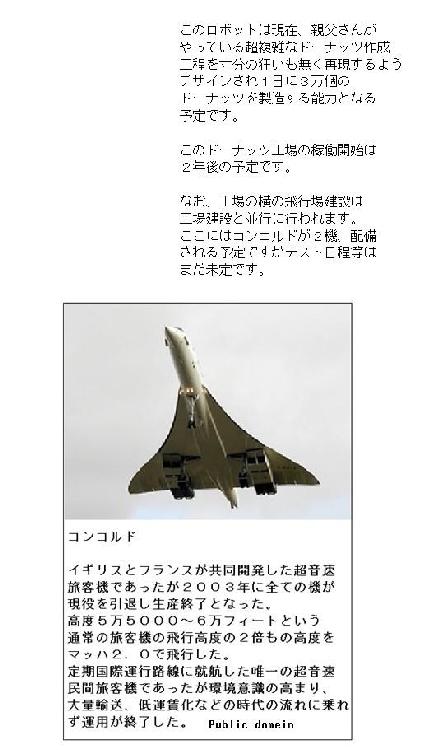 このロボットは現在、親父さんが
やっている超複雑なドーナッツ作成
工程を寸分の狂いも無く再現するよう
デザインされ１日に３万個の
ドーナッツを製造する能力となる
予定です。
このドーナッツ工場の稼働開始は
２年後の予定です。
なお、工場の横の飛行場建設は
工場建設と並行に行われます。
ここにはコンコルドが２機、配備
される予定ですがテスト日程等は
まだ未定です。
コンコルド
イギリスとフランスが共同開発した超音速
旅客機であったが２００３年に全ての機が
現役を引退し生産終了となった。
高度５万５０００～６万フィートという
通常の旅客機の飛行高度の２倍もの高度を
マッハ２．０で飛行した。
定期国際運行路線に就航した唯一の超音速
民間旅客機であったが環境意識の高まり、
大量輸送、低運賃化などの時代の流れに乗れ
ず運用が終了した。 Public domain